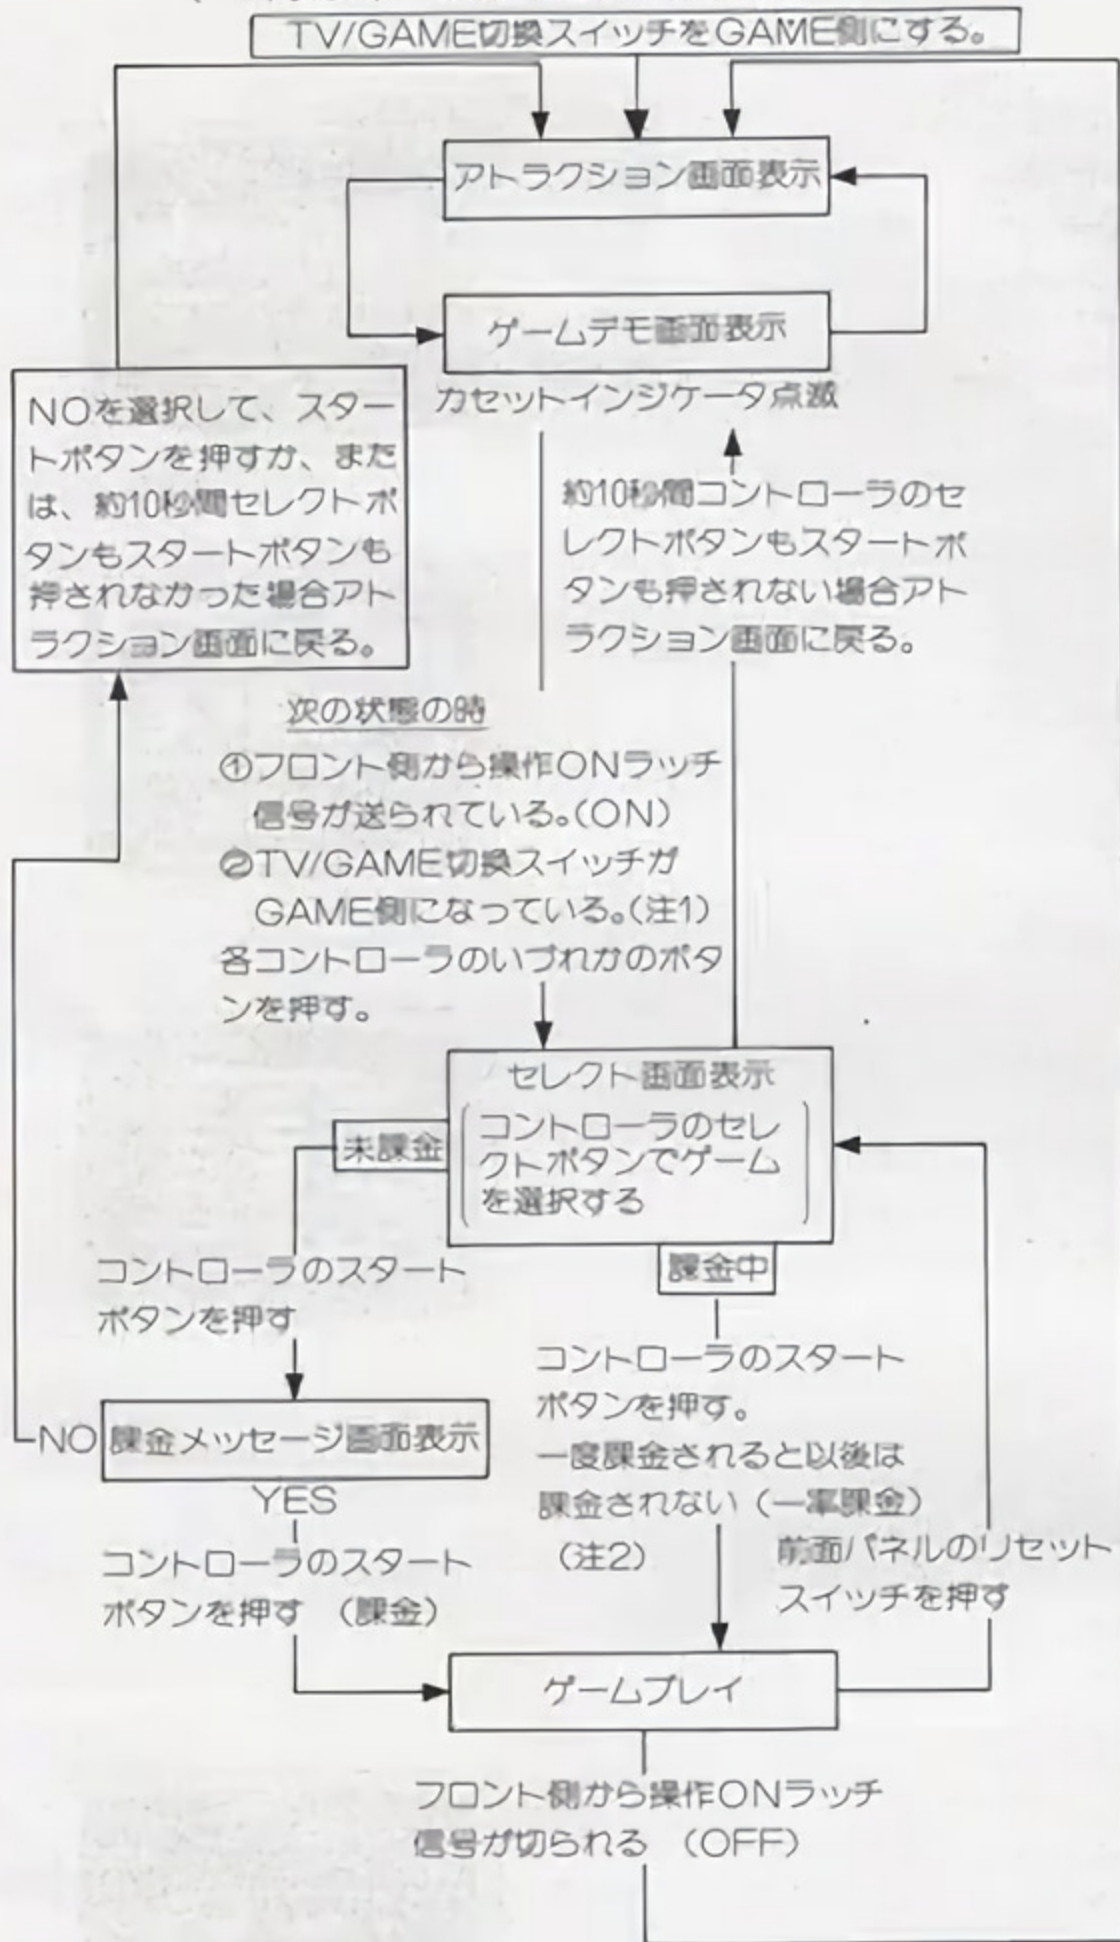 TV/GAME切換スイッチをGAME側にする。
アトラクション画面表示
ゲームデモ画面表示
カセットインジケータ点滅
NOを選択して、スター
トボタンを押すか、また
は、約10秒間セレクトボ
タンもスタートボタンも
押されなかった場合アト
ラクション画面に戻る。
約10秒間コントローラのセ
レクトボタンもスタートボ
タンも押されない場合アト
ラクション画面に戻る。
次の状態の時
①フロント側から操作ONラッチ
信号が送られている。(ON)
②TV/GAME切換スイッチが
GAME側になっている。(注1)
各コントローラのいづれかのボタ
ンを押す。
セレクト画面表示
コントローラのセレ
クトボタンでゲーム
を選択する
未課金
課金中
コントローラのスタート
ボタンを押す
NO
課金メッセージ画面表示
YES
コントローラのスタート
ボタンを押す (課金)
コントローラのスタート
ボタンを押す。
一度課金されると以後は
課金されない (一率課金)
(注2)
前面パネルのリセット
スイッチを押す
ゲームプレイ
フロント側から操作ONラッチ
信号が切られる (OFF)